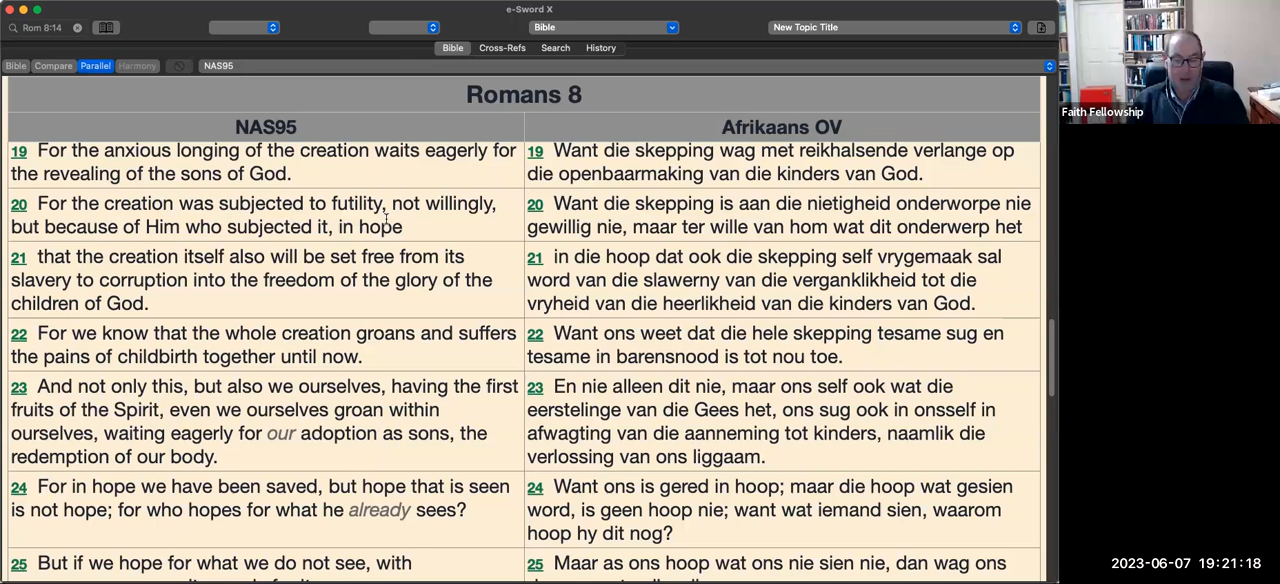 e-Sword X
Rom 8:14
Bible
New Topic Title
Bible
Cross-Refs
Search
History
Bible
Compare
Parallel
Harmony
NAS95
Romans 8
NAS95
19 For the anxious longing of the creation waits eagerly for
the revealing of the sons of God.
20 For the creation was subjected to futility, not willingly,
but because of Him who subjected it, in hope
21 that the creation itself also will be set free from its
slavery to corruption into the freedom of the glory of the
children of God.
22 For we know that the whole creation groans and suffers
the pains of childbirth together until now.
23 And not only this, but also we ourselves, having the first
fruits of the Spirit, even we ourselves groan within
ourselves, waiting eagerly for our adoption as sons, the
redemption of our body.
24 For in hope we have been saved, but hope that is seen
is not hope; for who hopes for what he already sees?
25 But if we hope for what we do not see, with
Afrikaans OV
19 Want die skepping wag met reikhalsende verlange op
die openbaarmaking van die kinders van God.
20 Want die skepping is aan die nietigheid onderworpe nie
gewillig nie, maar ter wille van hom wat dit onderwerp het
21 in die hoop dat ook die skepping self vrygemaak sal
word van die slawerny van die verganklikheid tot die
vryheid van die heerlikheid van die kinders van God.
22 Want ons weet dat die hele skepping tesame sug en
tesame in barensnood is tot nou toe.
23 En nie alleen dit nie, maar ons self ook wat die
eerstelinge van die Gees het, ons sug ook in onsself in
afwagting van die aanneming tot kinders, naamlik die
verlossing van ons liggaam.
24 Want ons is gered in hoop; maar die hoop wat gesien
word, is geen hoop nie; want wat iemand sien, waarom
hoop hy dit nog?
25 Maar as ons hoop wat ons nie sien nie, dan wag ons
Faith Fellowship
2023-06-07 19:21:18